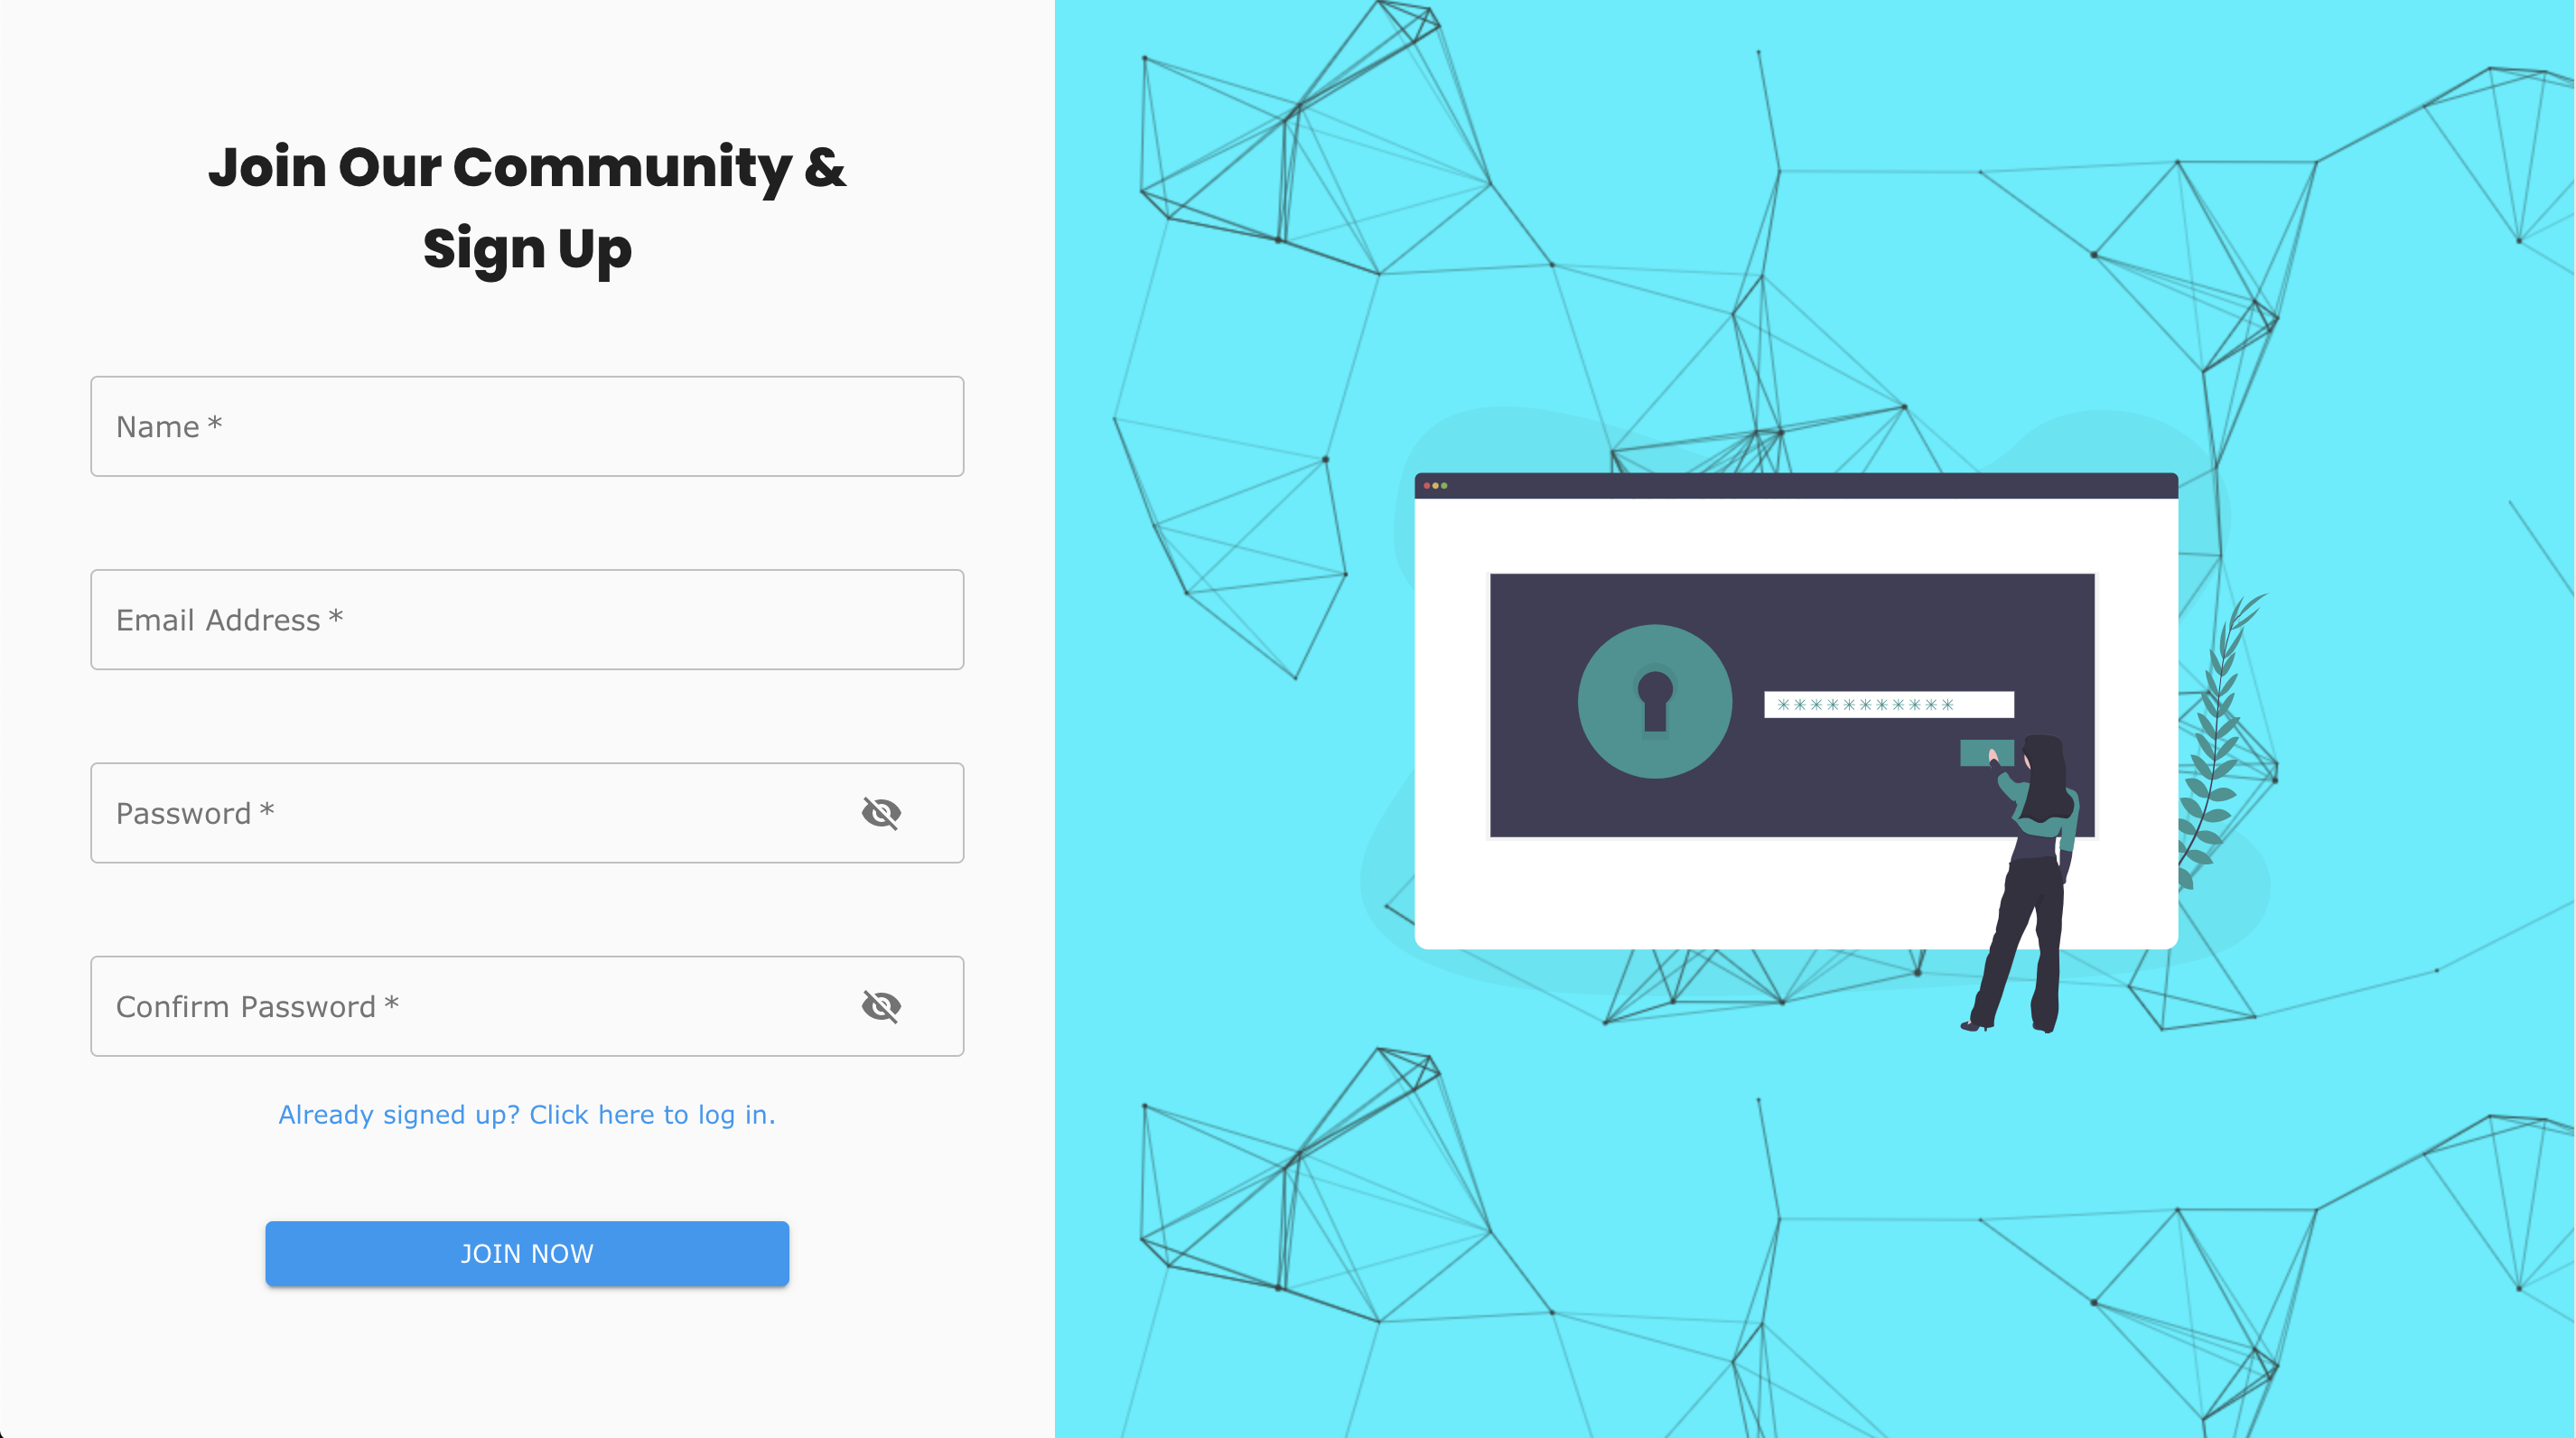 Join Our Community &
Sign Up
Name *
Email Address *
Password *
Confirm Password *
Already signed up? Click here to log in.
JOIN NOW
***********